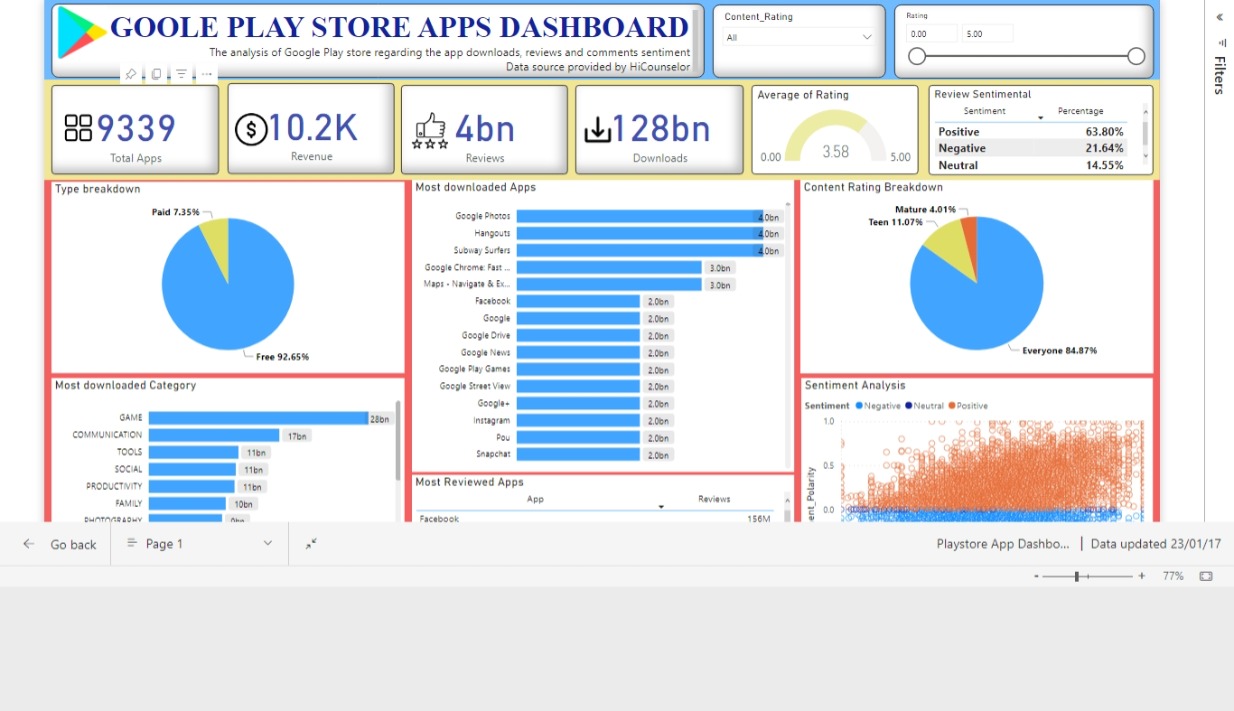 GOOLE PLAY STORE APPS DASHBOARD
The analysis of Google Play store regarding the app downloads, reviews and comments sentiment
Data source provided by HiCounselor
Content_Rating
All
Rating
0.00 5.00
Filters
9339
Total Apps
$ 10.2K
Revenue
4bn
Reviews
128bn
Downloads
Average of Rating
0.00 3.58 5.00
Review Sentimental
Sentiment Percentage
Positive 63.80%
Negative 21.64%
Neutral 14.55%
Type breakdown
Paid 7.35%
Free 92.65%
Most downloaded Apps
Google Photos 4.0bn
Hangouts 4.0bn
Subway Surfers 4.0bn
Google Chrome: Fast ... 3.0bn
Maps - Navigate & Ex... 3.0bn
Facebook 2.0bn
Google 2.0bn
Google Drive 2.0bn
Google News 2.0bn
Google Play Games 2.0bn
Google Street View 2.0bn
Google+ 2.0bn
Instagram 2.0bn
Pou 2.0bn
Snapchat 2.0bn
Content Rating Breakdown
Mature 4.01%
Teen 11.07%
Everyone 84.87%
Most downloaded Category
GAME 28bn
COMMUNICATION 17bn
TOOLS 11bn
SOCIAL 11bn
PRODUCTIVITY 11bn
FAMILY 10bn
PHOTOGRAPHY 9bn
Most Reviewed Apps
App Reviews
Facebook 156M
Sentiment Analysis
Sentiment Negative Neutral Positive
1.0
0.5
0.0
ent_Polarity
Go back
Page 1
Playstore App Dashbo... | Data updated 23/01/17
- + 77%